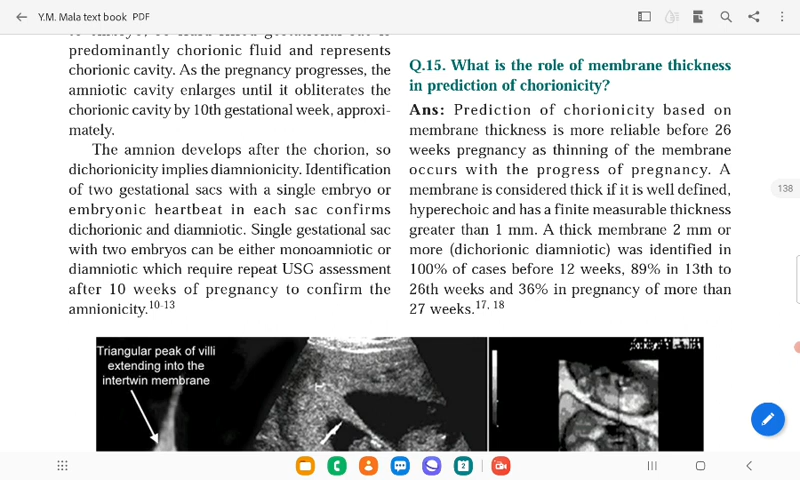 Y.M. Mala text book PDF
predominantly chorionic fluid and represents
chorionic cavity. As the pregnancy progresses, the
amniotic cavity enlarges until it obliterates the
chorionic cavity by 10th gestational week, approxi-
mately.
The amnion develops after the chorion, so
dichorionicity implies diamnionicity. Identification
of two gestational sacs with a single embryo or
embryonic heartbeat in each sac confirms
dichorionic and diamniotic. Single gestational sac
with two embryos can be either monoamniotic or
diamniotic which require repeat USG assessment
after 10 weeks of pregnancy to confirm the
amnionicity.10-13
Q.15. What is the role of membrane thickness
in prediction of chorionicity?
Ans: Prediction of chorionicity based on
membrane thickness is more reliable before 26
weeks pregnancy as thinning of the membrane
occurs with the progress of pregnancy. A
membrane is considered thick if it is well defined,
hyperechoic and has a finite measurable thickness
greater than 1 mm. A thick membrane 2 mm or
more (dichorionic diamniotic) was identified in
100% of cases before 12 weeks, 89% in 13th to
26th weeks and 36% in pregnancy of more than
27 weeks.17, 18
138
Triangular peak of villi
extending into the
intertwin membrane
2